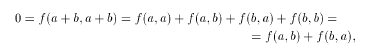 0 = f(a + b, a + b) = f(a, a) + f(a, b) + f(b, a) + f(b, b) =
= f(a, b) + f(b, a),